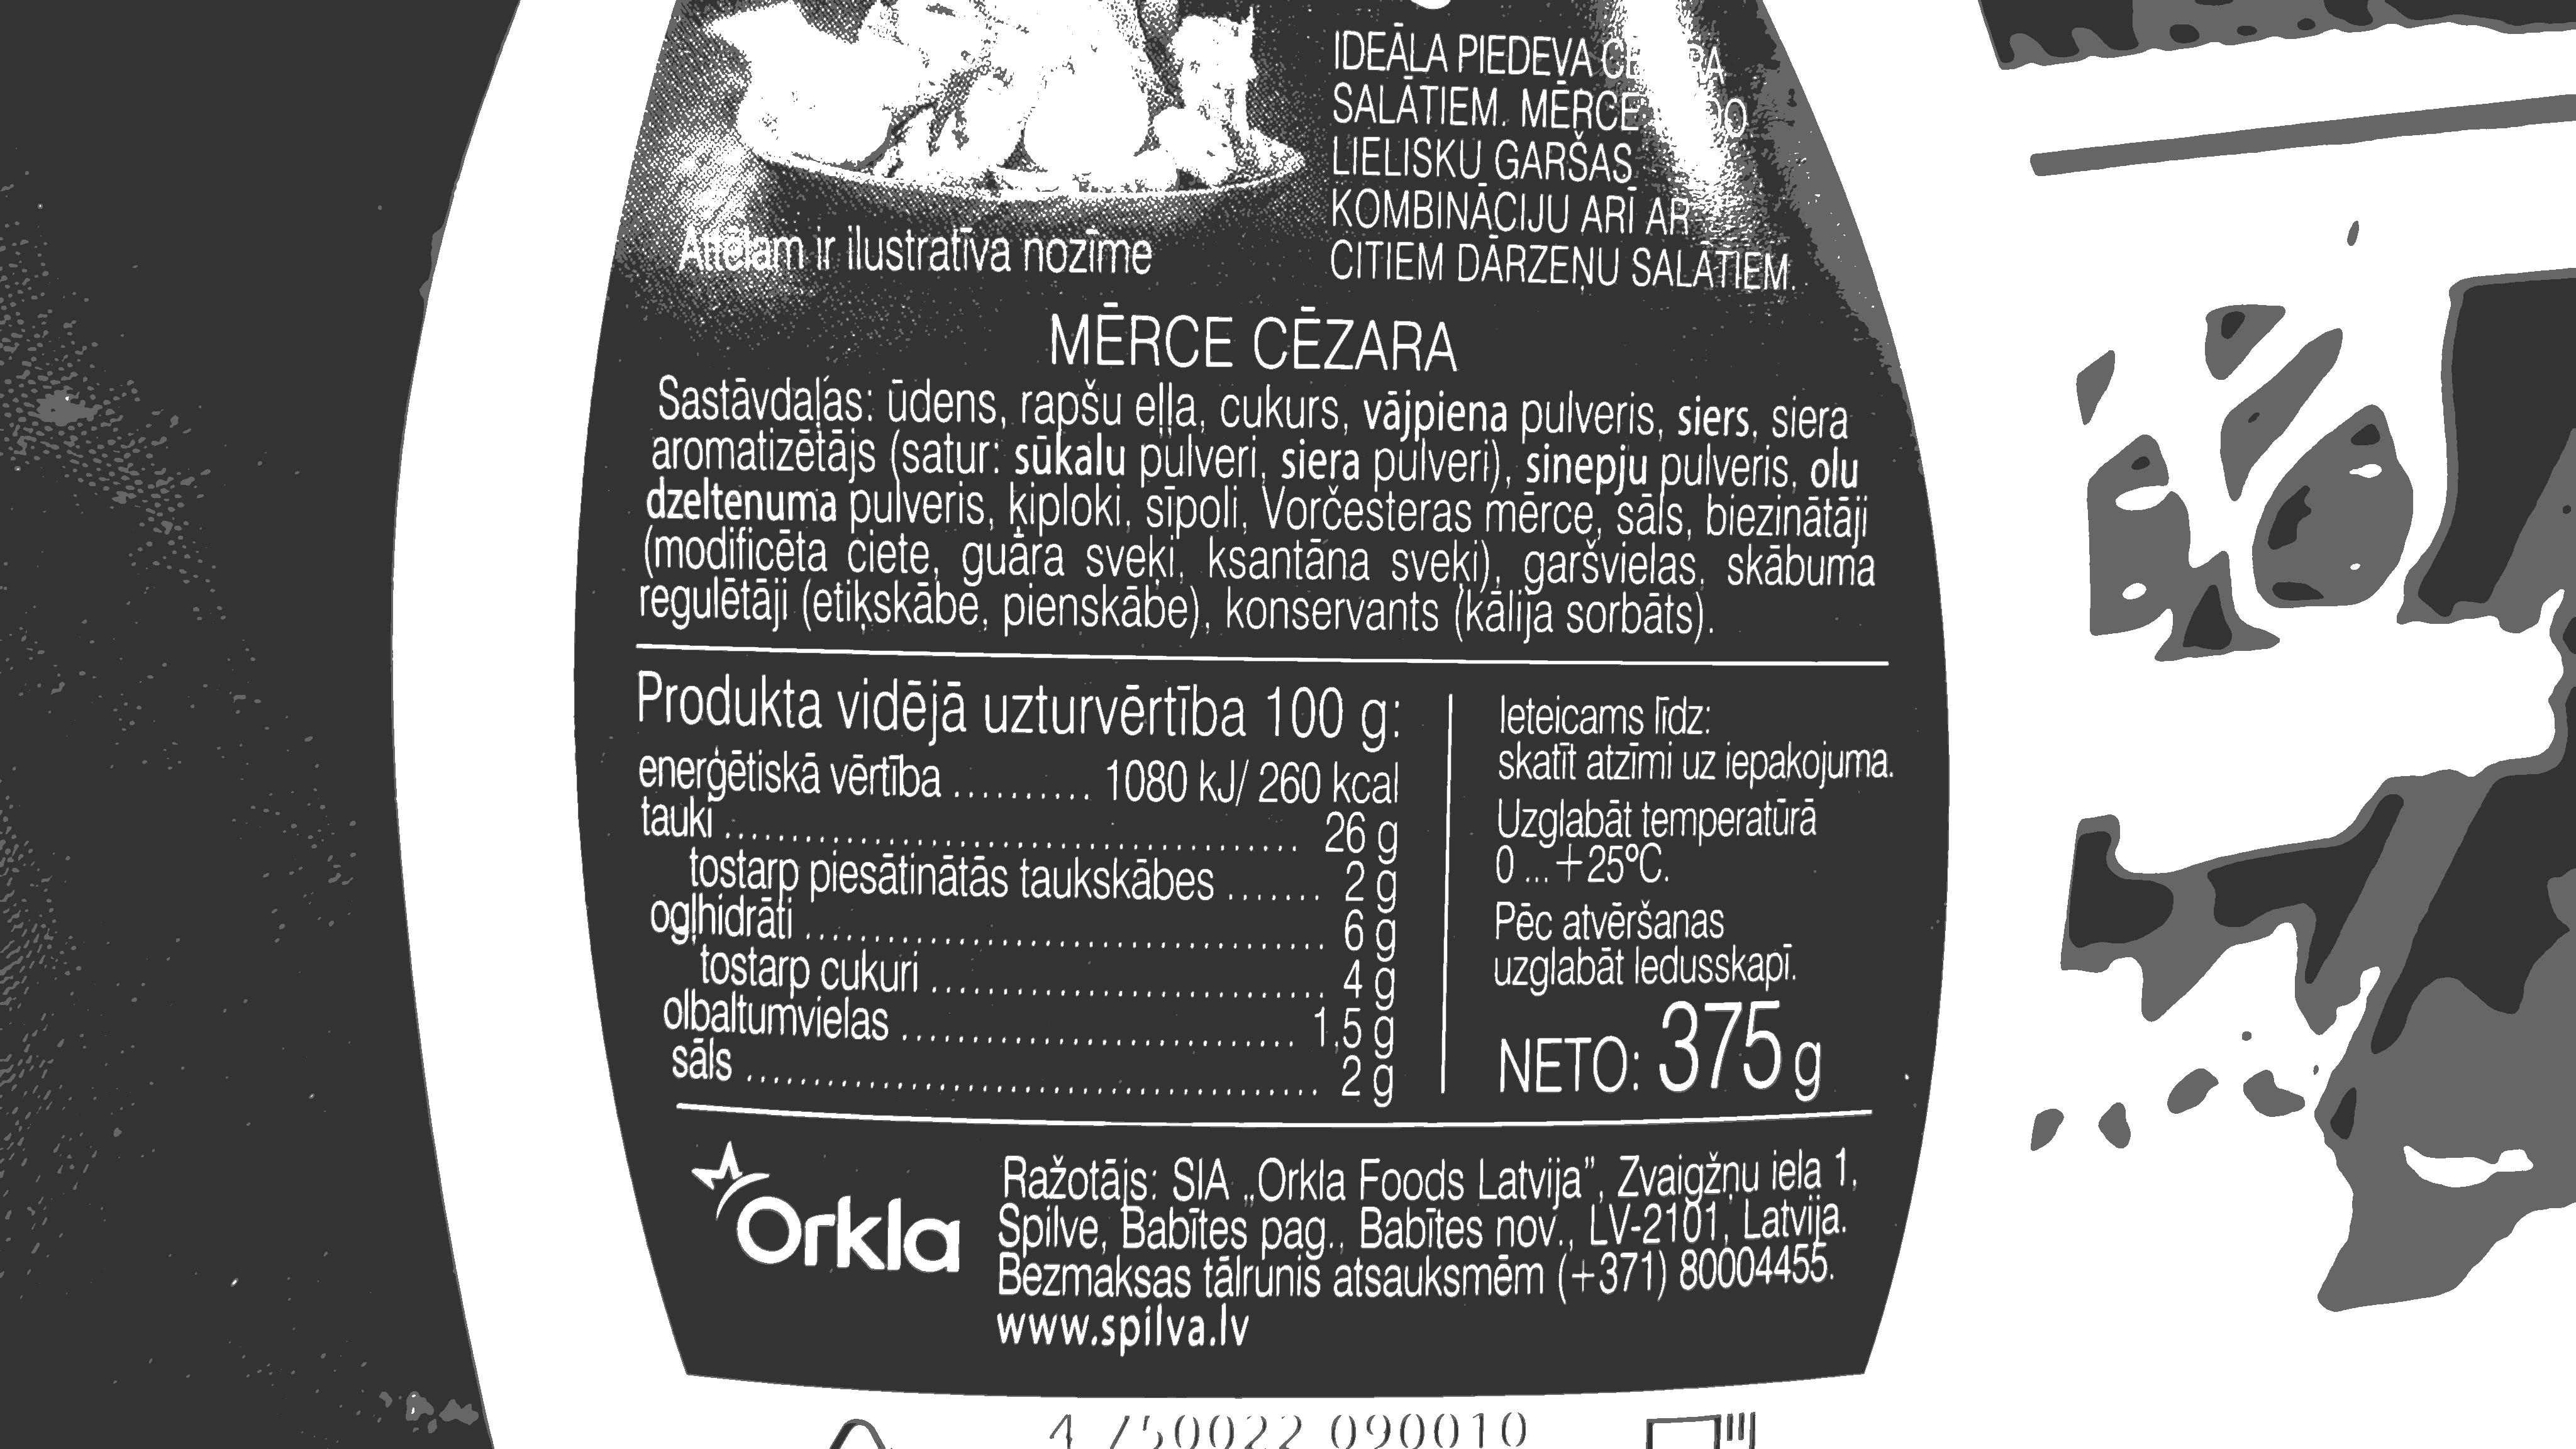 IDEĀLA PIEDEVA
SALĀTIEM. MĒRCE
LIELISKU GARŠAS
KOMBINĀCIJU ARĪ AR
CITIEM DĀRZEŅU SALĀTIEM.
Attēlam ir ilustratīva nozīme
MĒRCE CĒZARA
Sastāvdaļas: ūdens, rapšu eļļa, cukurs, vājpiena pulveris, siers, siera
aromatizētājs (satur: sūkalu pulveri, siera pulveri), sinepju pulveris, olu
dzeltenuma pulveris, ķiploki, sīpoli, Vorčesteras mērce, sāls, biezinātāji
(modificēta ciete, guāra sveķi, ksantāna sveķi), garšvielas, skābuma
regulētāji (etiķskābe, pienskābe), konservants (kālija sorbāts).
Produkta vidējā uzturvērtība 100 g:
enerģētiskā vērtība .......... 1080 kJ/ 260 kcal
tauki .......................................... 26 g
tostarp piesātinātās taukskābes ....... 2 g
ogļhidrāti ..................................... 6 g
tostarp cukuri ............................ 4 g
olbaltumvielas ............................ 1,5 g
sāls .......................................... 2 g
Ieteicams līdz:
skatīt atzīmi uz iepakojuma.
Uzglabāt temperatūrā
0 ... +25°C.
Pēc atvēršanas
uzglabāt ledusskapī.
NETO: 375 g
Orkla
Ražotājs: SIA „Orkla Foods Latvija”, Zvaigžņu iela 1,
Spilve, Babītes pag., Babītes nov., LV-2101, Latvija.
Bezmaksas tālrunis atsauksmēm (+371) 80004455.
www.spilva.lv
4 750022 090010